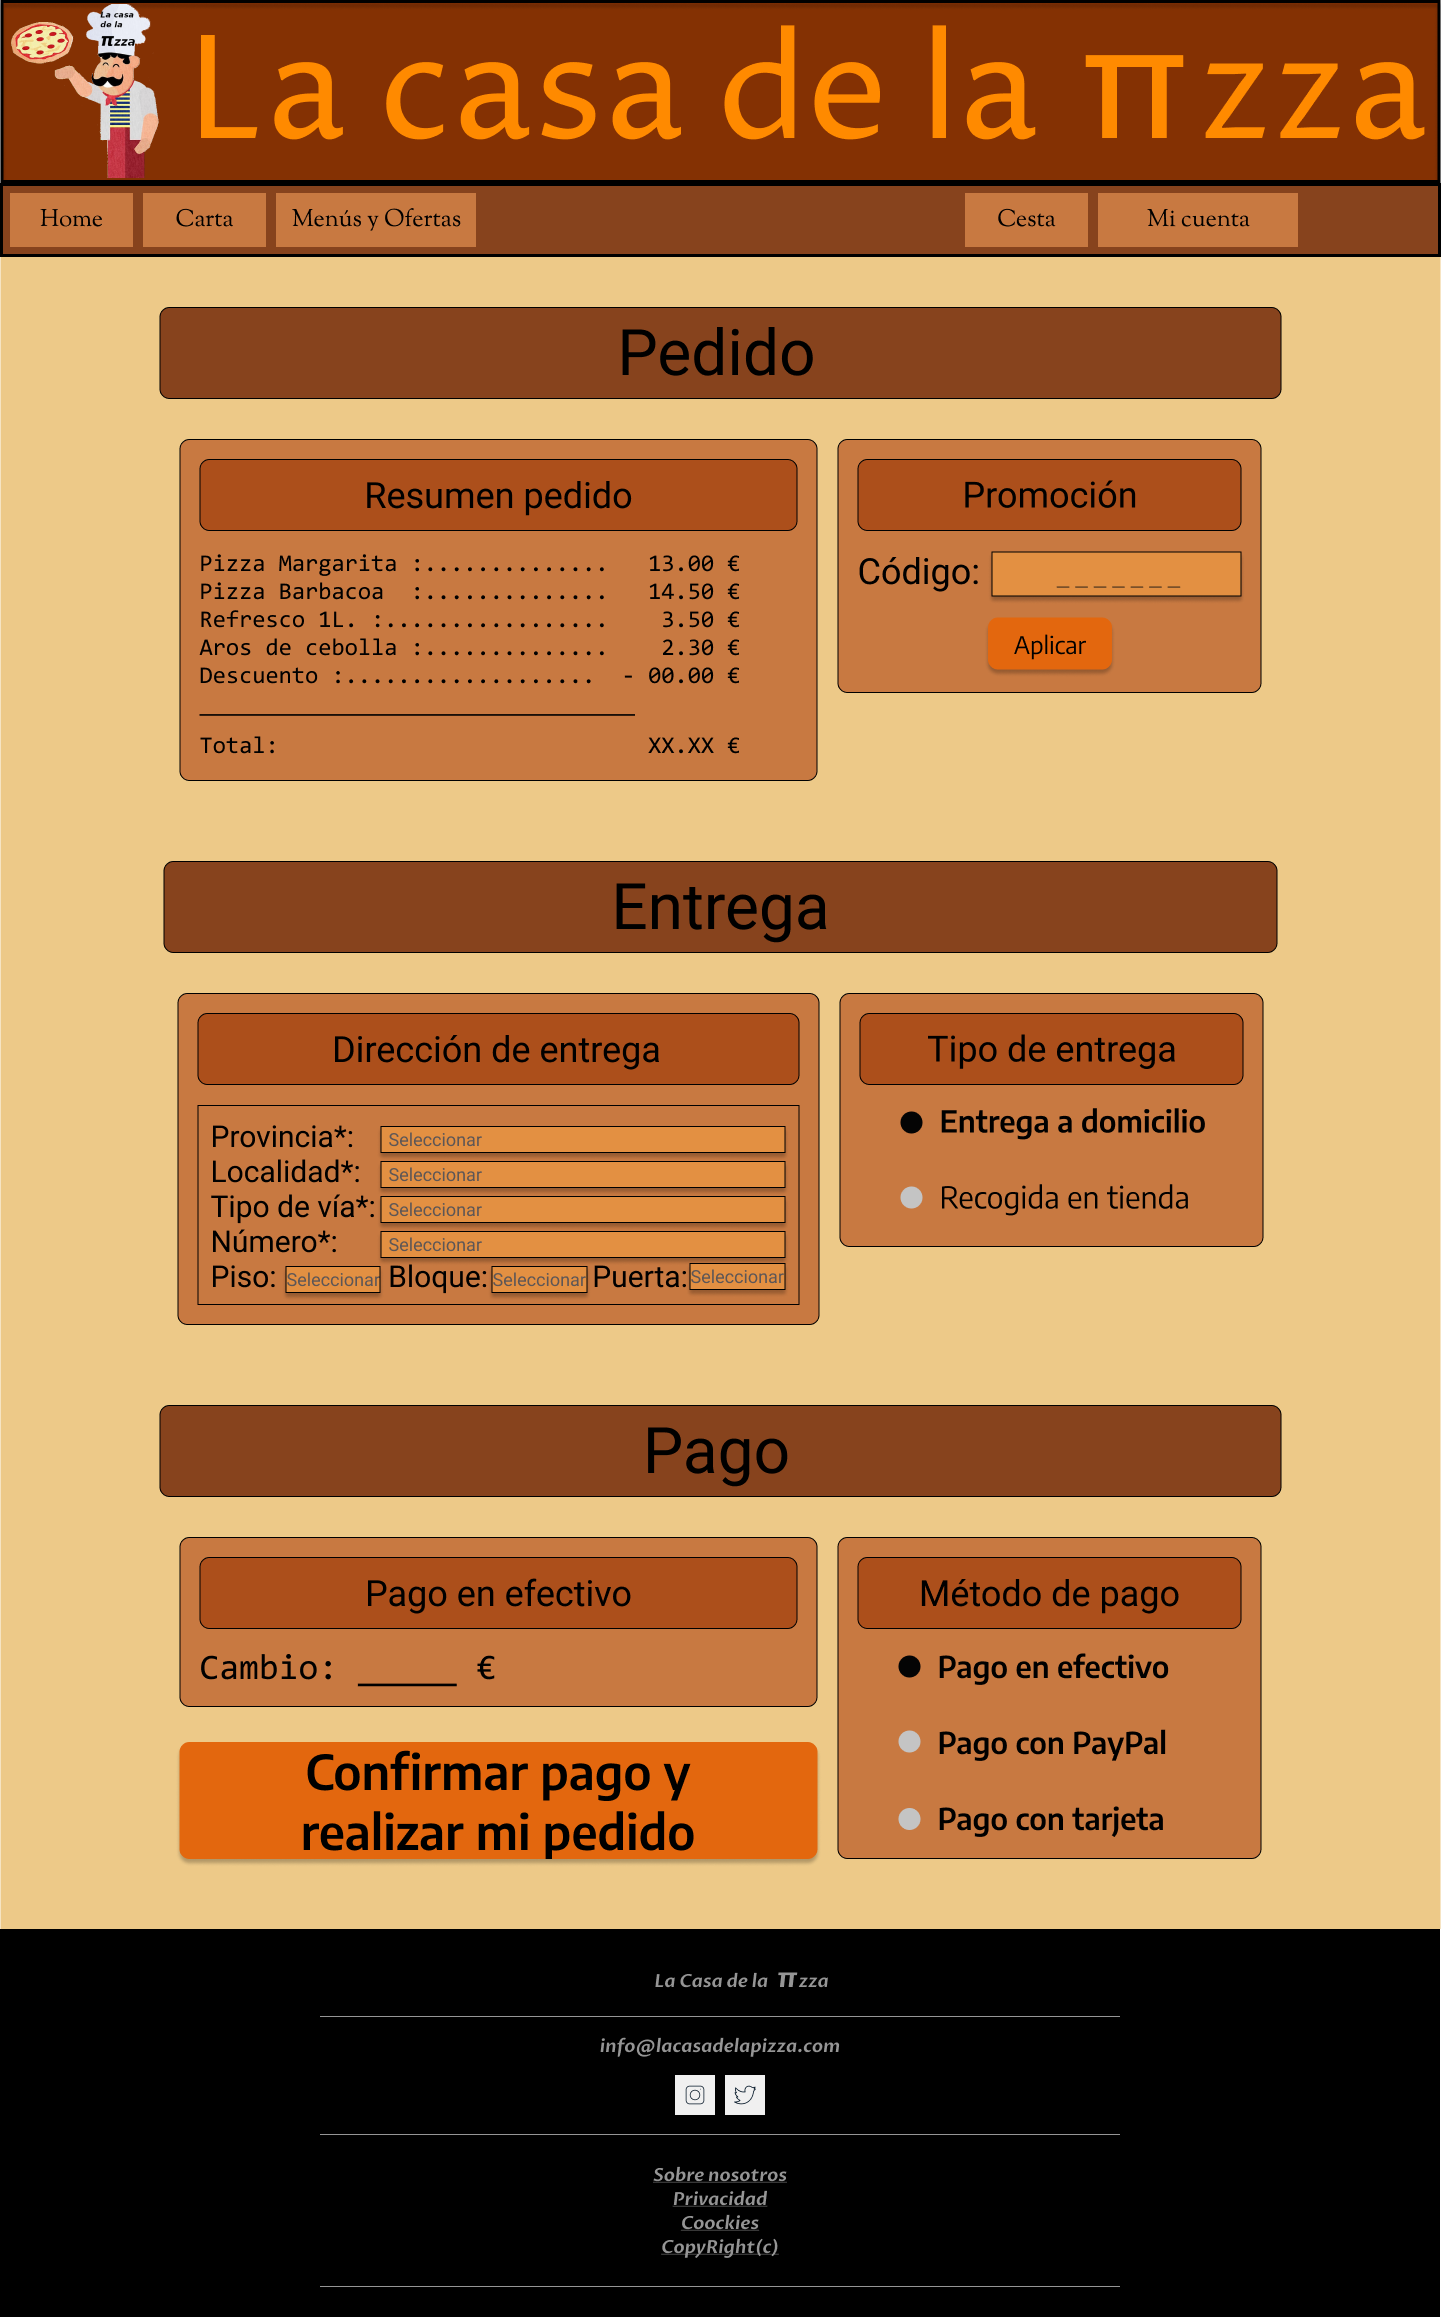 La casa
de la
πzza
La casa de la πzza
Home Carta Menús y Ofertas Cesta Mi cuenta
Pedido
Resumen pedido
Pizza Margarita :.............. 13.00 €
Pizza Barbacoa :.............. 14.50 €
Refresco 1L. :................. 3.50 €
Aros de cebolla :.............. 2.30 €
Descuento :................... - 00.00 €
Total: XX.XX €
Promoción
Código: _ _ _ _ _ _ _
Aplicar
Entrega
Dirección de entrega
Provincia*: Seleccionar
Localidad*: Seleccionar
Tipo de vía*: Seleccionar
Número*: Seleccionar
Piso: Seleccionar Bloque: Seleccionar Puerta: Seleccionar
Tipo de entrega
Entrega a domicilio
Recogida en tienda
Pago
Pago en efectivo
Cambio: _____ €
Confirmar pago y
realizar mi pedido
Método de pago
Pago en efectivo
Pago con PayPal
Pago con tarjeta
La Casa de la πzza
info@lacasadelapizza.com
Sobre nosotros
Privacidad
Coockies
CopyRight(c)